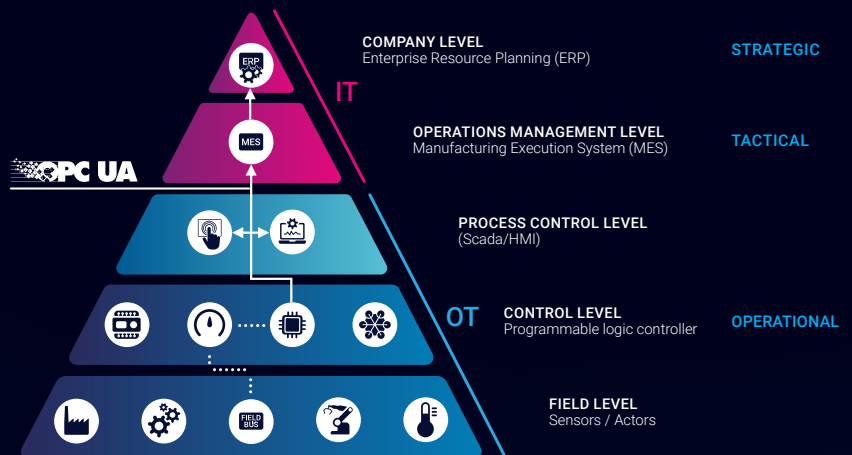 ERP
COMPANY LEVEL
Enterprise Resource Planning (ERP)
STRATEGIC
IT
MES
OPERATIONS MANAGEMENT LEVEL
Manufacturing Execution System (MES)
TACTICAL
OPC UA
PROCESS CONTROL LEVEL
(Scada/HMI)
OT
CONTROL LEVEL
Programmable logic controller
OPERATIONAL
FIELD
BUS
FIELD LEVEL
Sensors / Actors